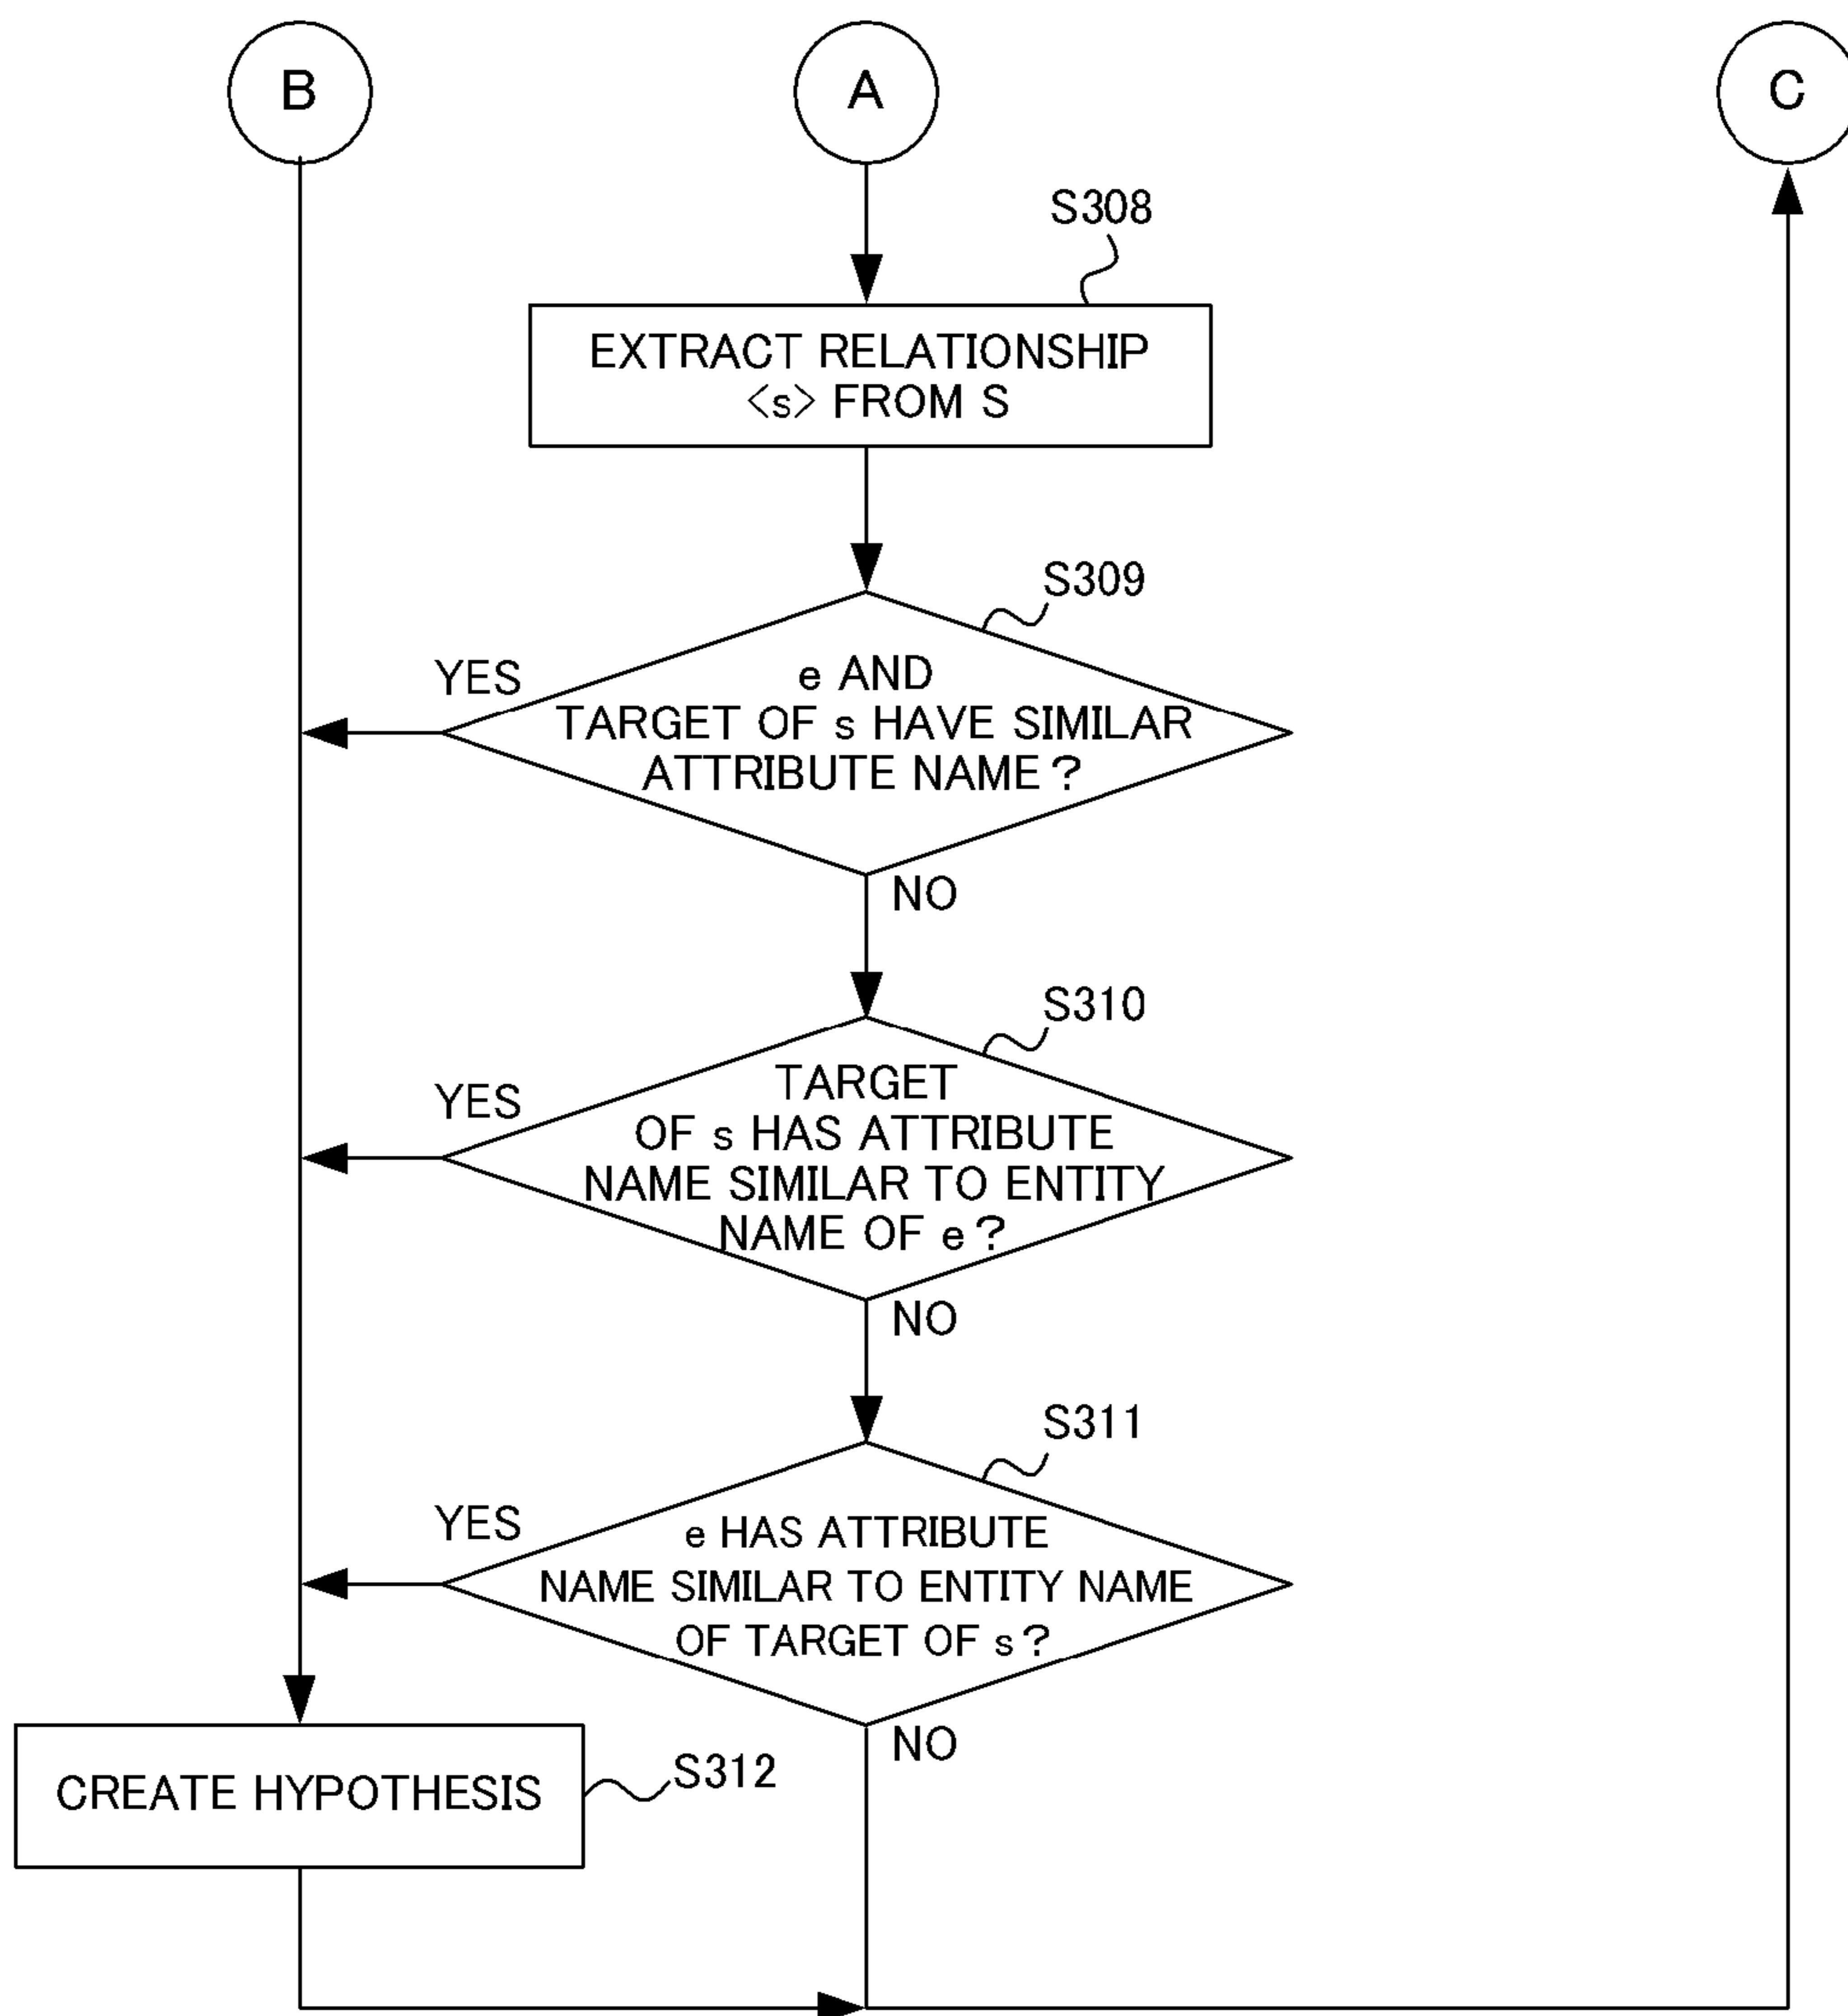 B
A
C
S308
EXTRACT RELATIONSHIP
<s> FROM S
S309
YES
e AND
TARGET OF s HAVE SIMILAR
ATTRIBUTE NAME?
NO
S310
YES
TARGET
OF s HAS ATTRIBUTE
NAME SIMILAR TO ENTITY
NAME OF e?
NO
S311
YES
e HAS ATTRIBUTE
NAME SIMILAR TO ENTITY NAME
OF TARGET OF s?
NO
CREATE HYPOTHESIS
S312